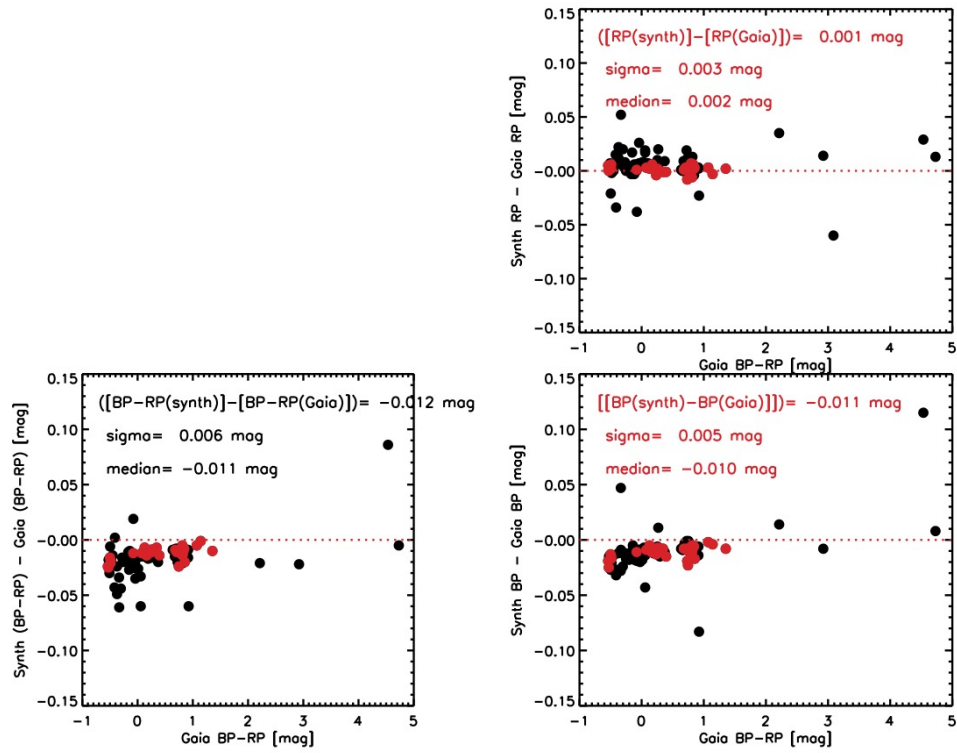 ([RP(synth)]-[RP(Gaia)])= 0.001 mag
sigma= 0.003 mag
median= 0.002 mag
Synth RP - Gaia RP [mag]
0.15
0.10
0.05
-0.00
-0.05
-0.10
-0.15
-1 0 1 2 3 4 5
Gaia BP-RP [mag]
([BP-RP(synth)]-[BP-RP(Gaia)])= -0.012 mag
sigma= 0.006 mag
median= -0.011 mag
Synth (BP-RP) - Gaia (BP-RP) [mag]
0.15
0.10
0.05
-0.00
-0.05
-0.10
-0.15
-1 0 1 2 3 4 5
Gaia BP-RP [mag]
[[BP(synth)-BP(Gaia)]])= -0.011 mag
sigma= 0.005 mag
median= -0.010 mag
Synth BP - Gaia BP [mag]
0.15
0.10
0.05
-0.00
-0.05
-0.10
-0.15
-1 0 1 2 3 4 5
Gaia BP-RP [mag]